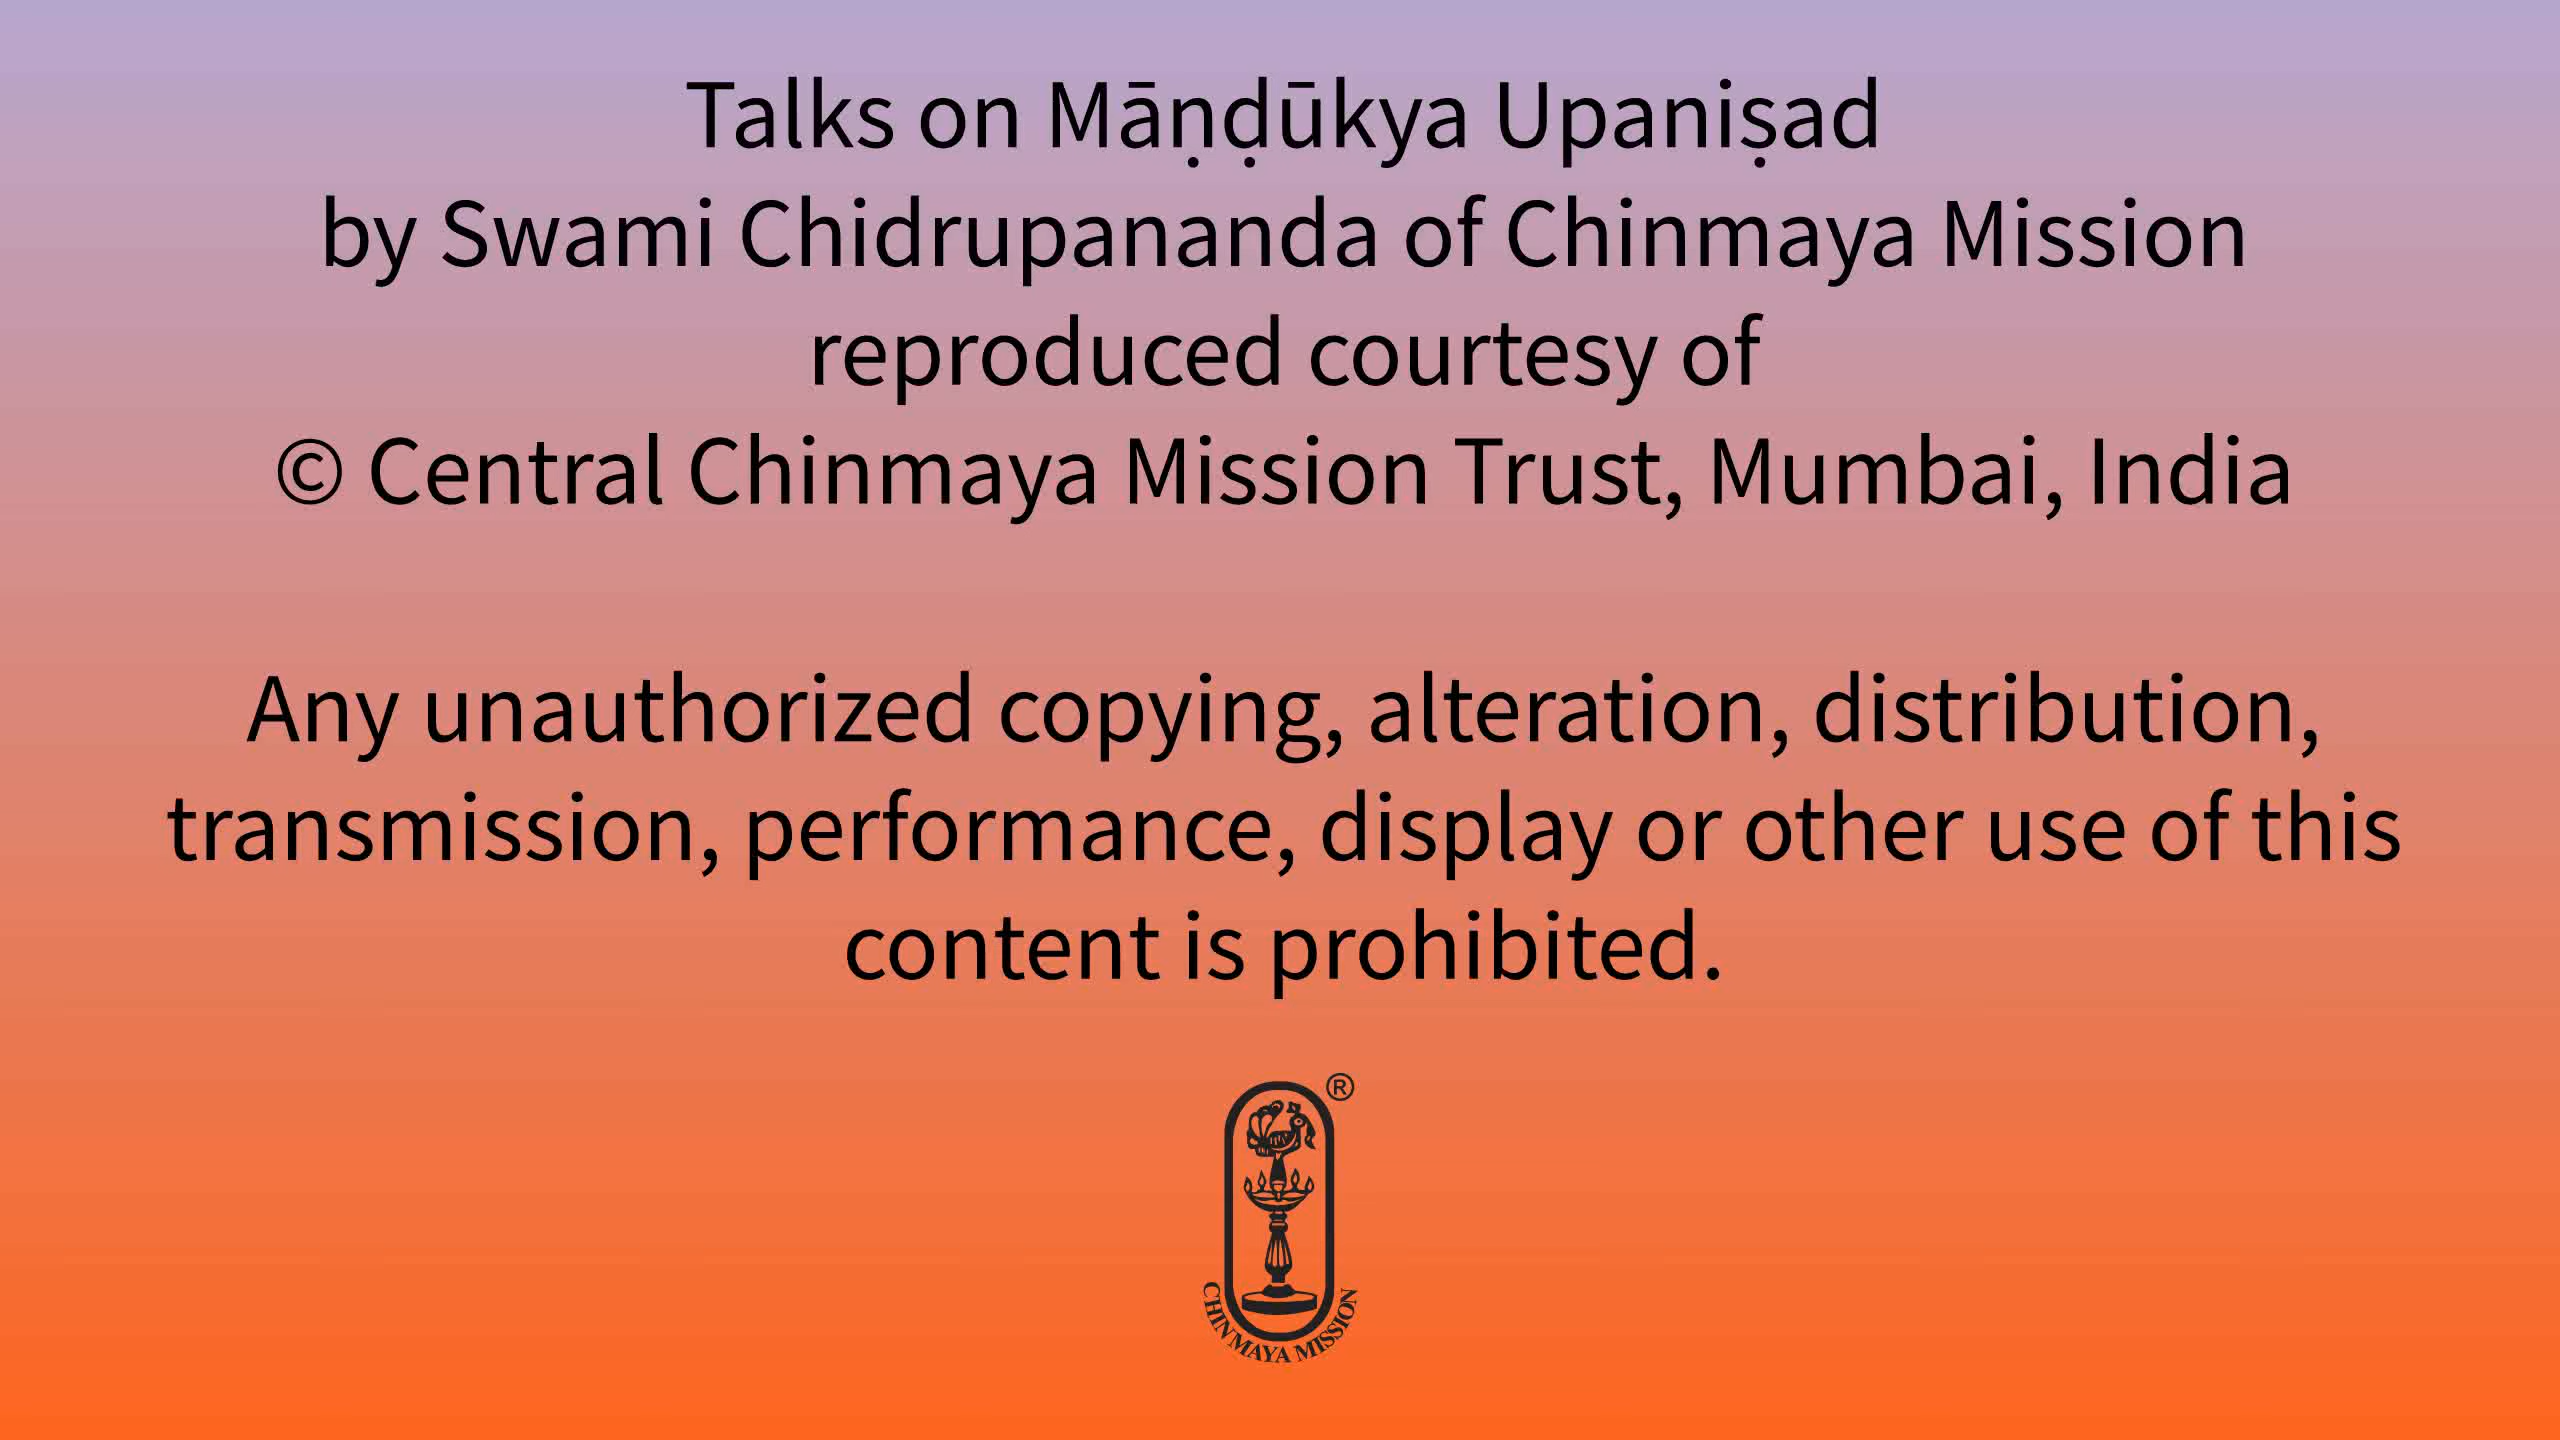 Talks on Māṇḍūkya Upaniṣad
by Swami Chidrupananda of Chinmaya Mission
reproduced courtesy of
© Central Chinmaya Mission Trust, Mumbai, India
Any unauthorized copying, alteration, distribution,
transmission, performance, display or other use of this
content is prohibited.
®
CHINMAYA MISSION